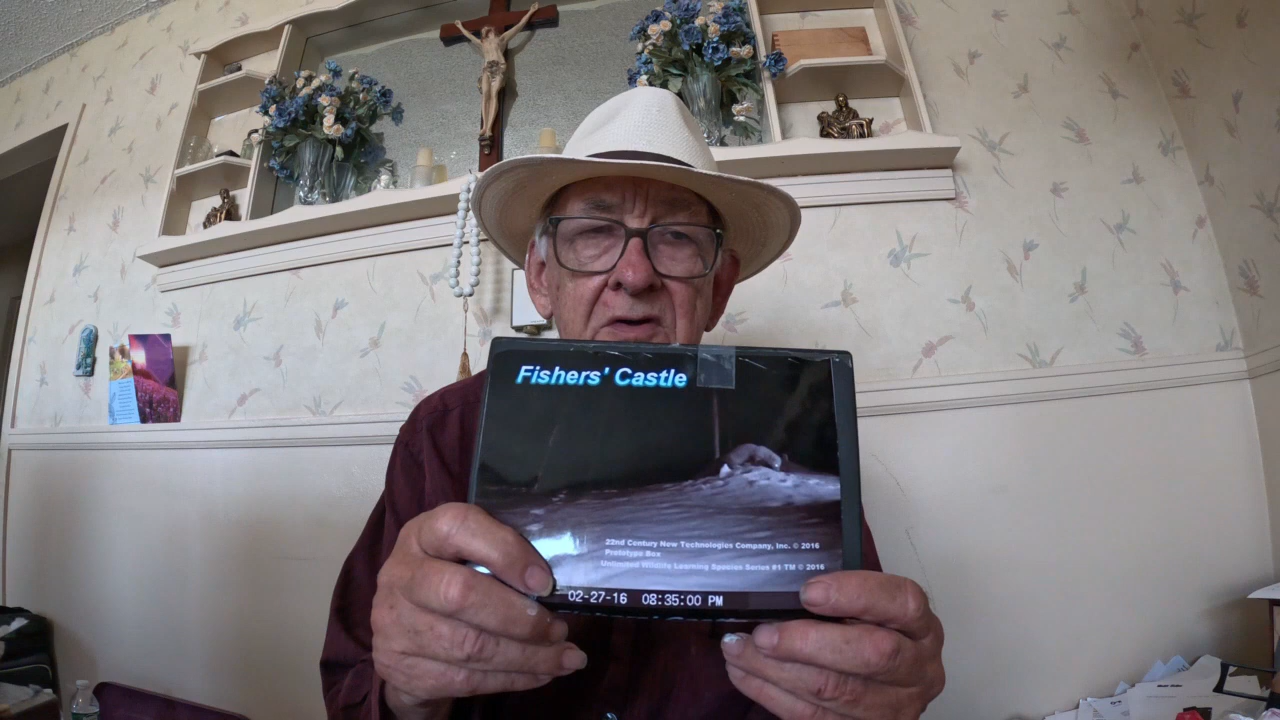 Fishers' Castle
22nd Century New Technologies Company, Inc. © 2016
Prototype Box
Unlimited Wildlife Learning Species Series #1 TM © 2016
02-27-16 08:35:00 PM